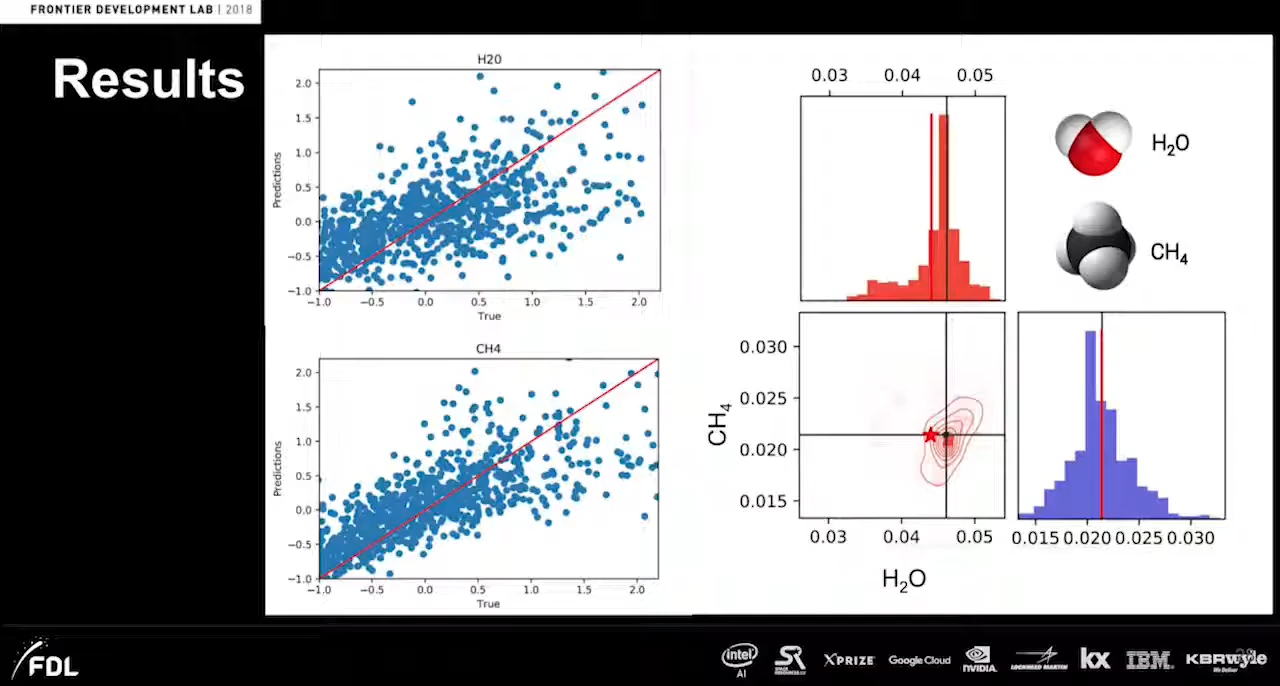 FRONTIER DEVELOPMENT LAB | 2018
Results
H20
Predictions
2.0
1.5
1.0
0.5
0.0
−0.5
−1.0
−1.0 −0.5 0.0 0.5 1.0 1.5 2.0
True
CH4
Predictions
2.0
1.5
1.0
0.5
0.0
−0.5
−1.0
−1.0 −0.5 0.0 0.5 1.0 1.5 2.0
True
0.03 0.04 0.05
H₂O
CH₄
CH₄
0.030
0.025
0.020
0.015
0.03 0.04 0.05
H₂O
0.015 0.020 0.025 0.030
FDL
intel AI
SR
XPRIZE
Google Cloud
NVIDIA
LOCKHEED MARTIN
kx
IBM
KBRwyle
We Deliver